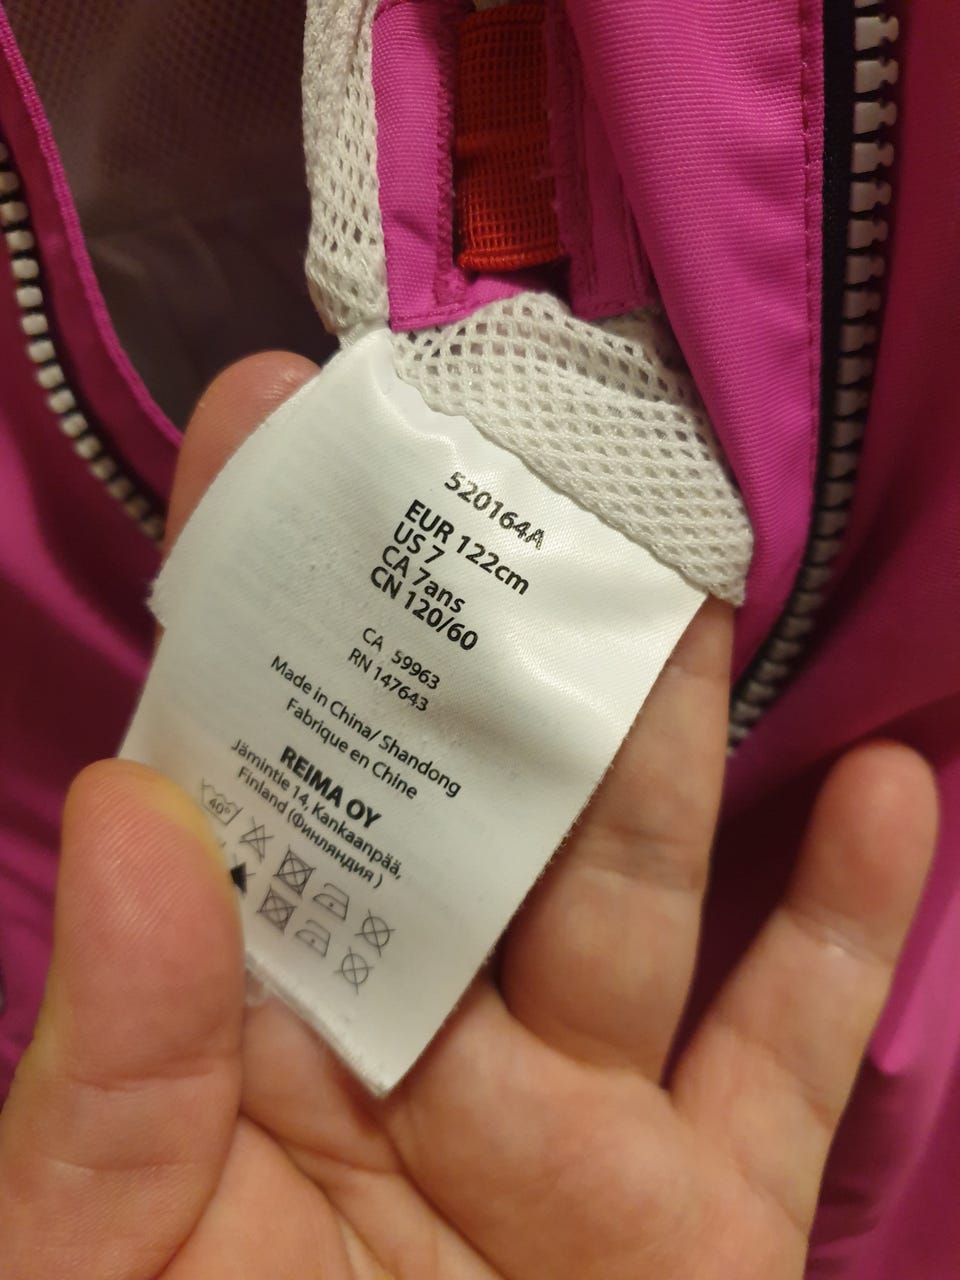 520164A
EUR 122cm
US 7
CA 7ans
CN 120/60
CA 59963
RN 147643
Made in China/ Shandong
Fabrique en Chine
REIMA OY
Jämintie 14, Kankaanpää,
Finland (Финляндия )
40°